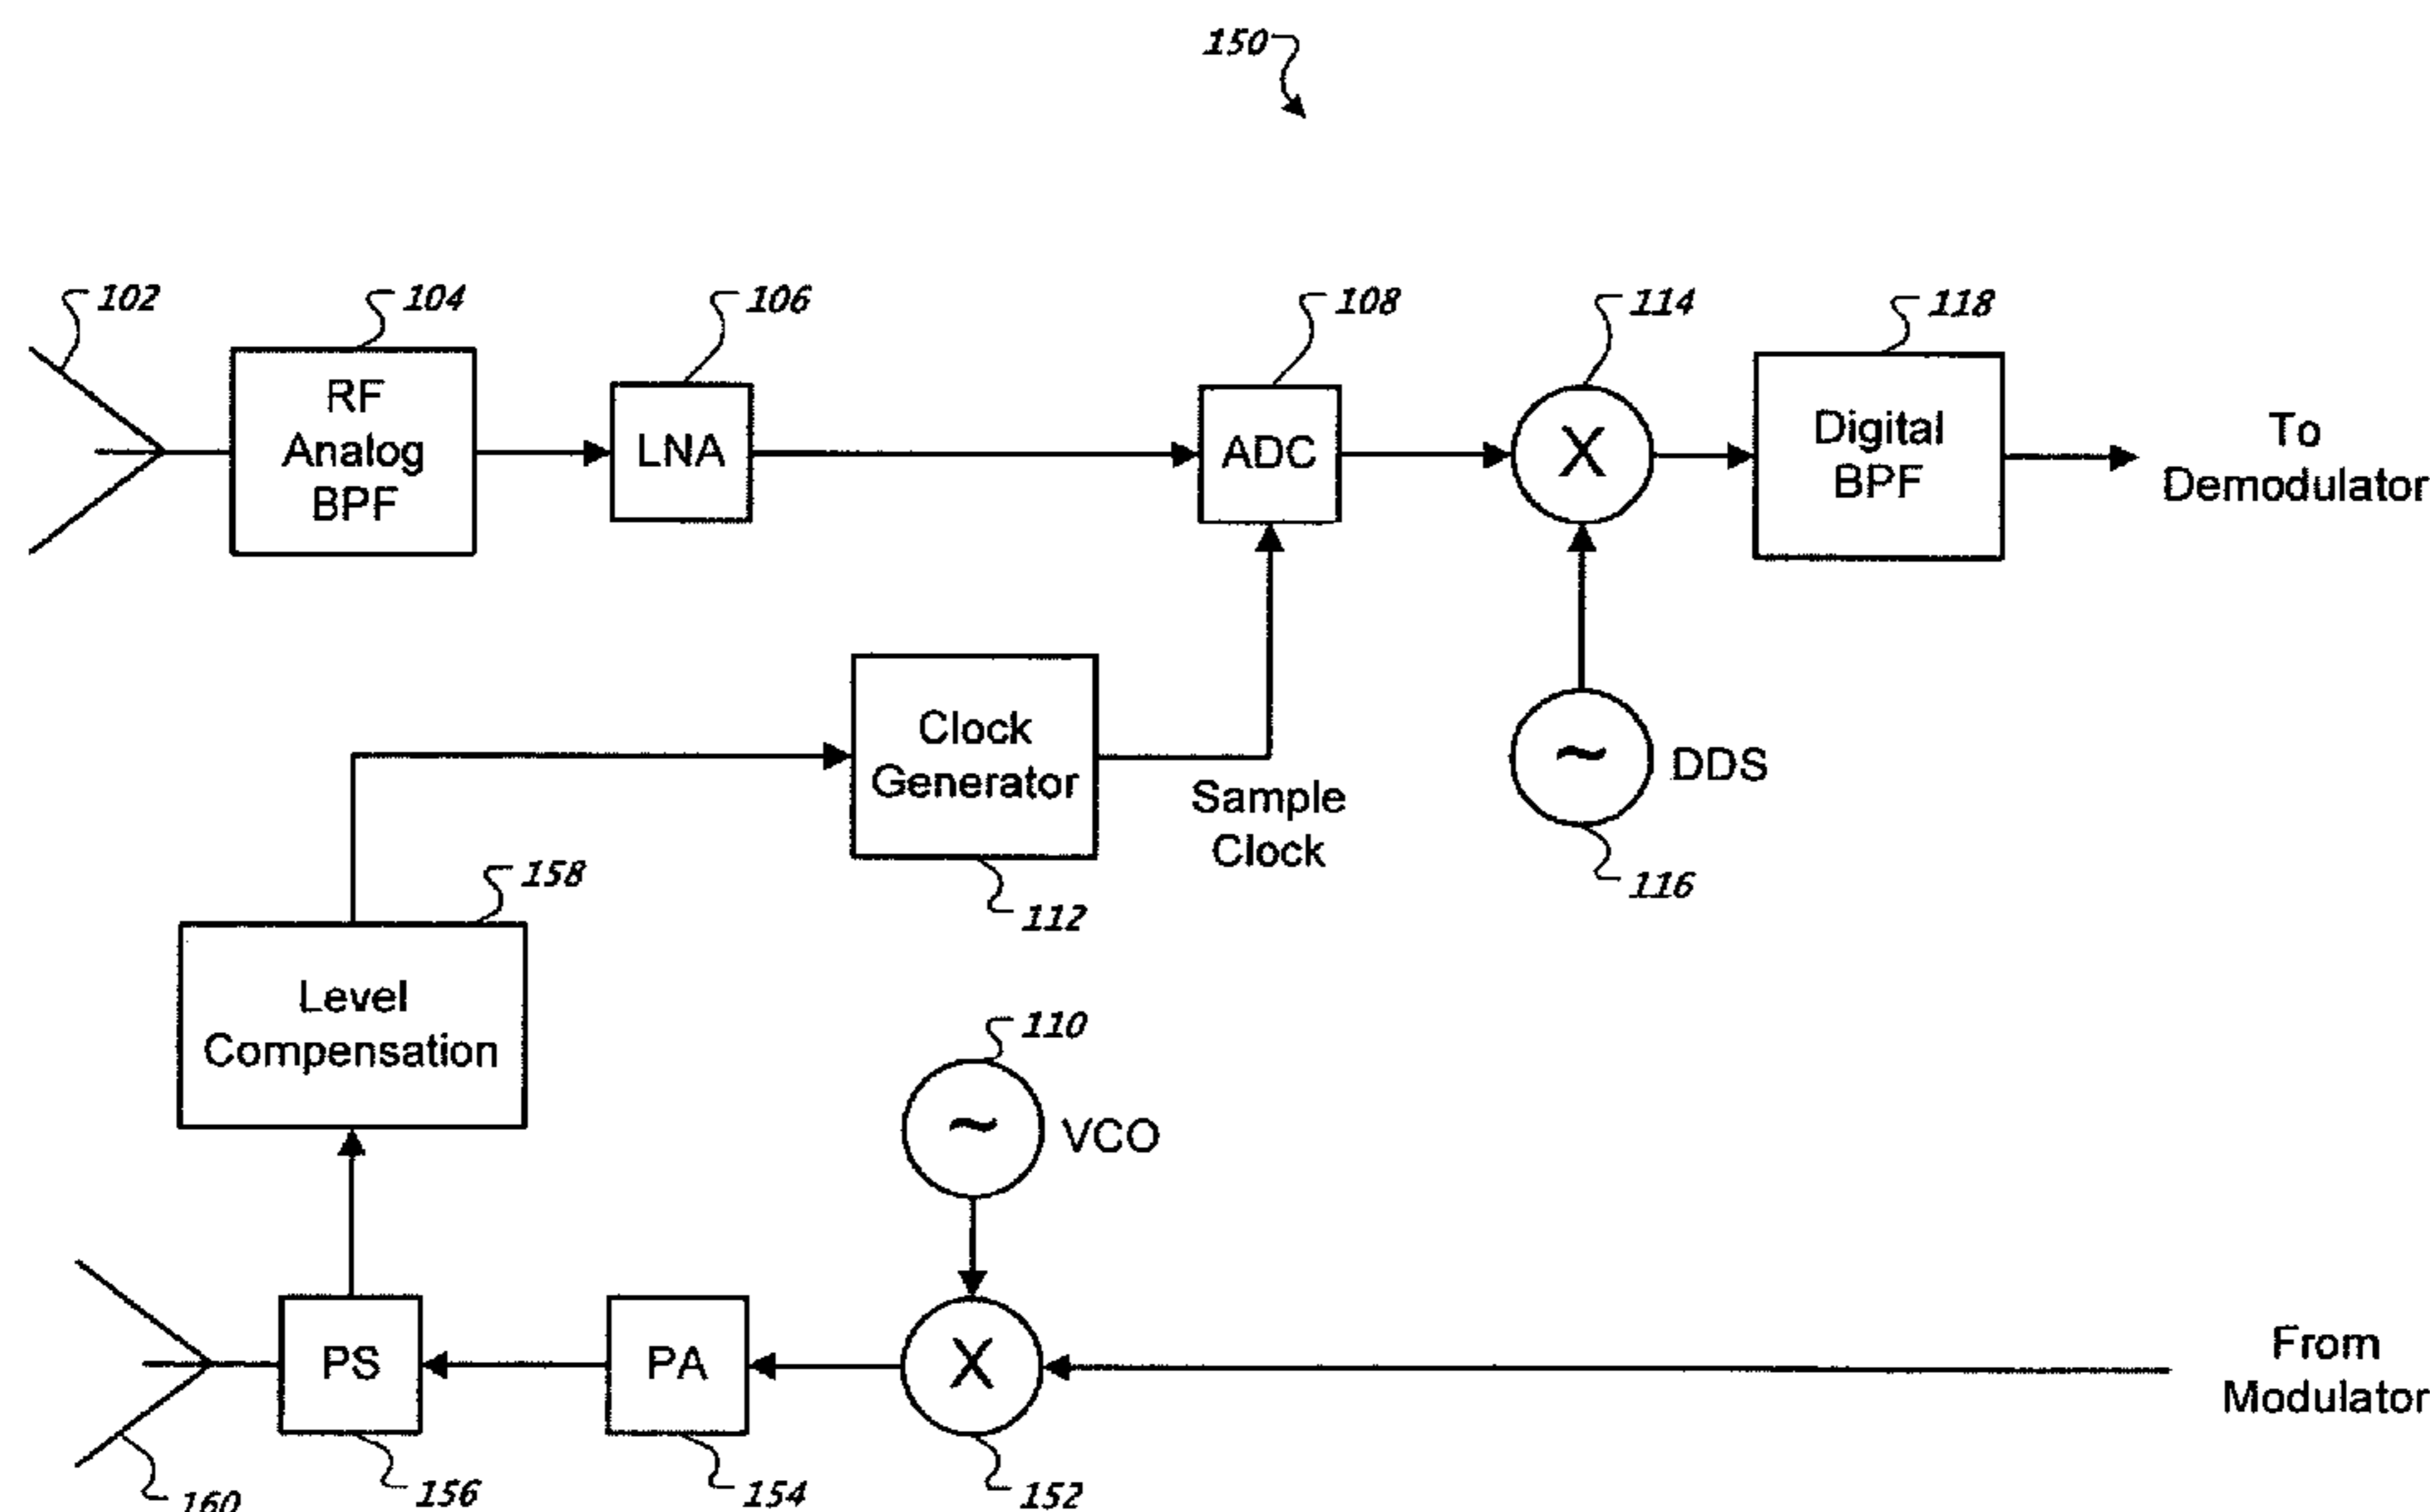 150
102
104
106
108
114
118
RF
Analog
BPF
LNA
ADC
X
Digital
BPF
To
Demodulator
Clock
Generator
Sample
Clock
~
DDS
116
112
158
Level
Compensation
110
~
VCO
PS
PA
X
From
Modulator
160
156
154
152